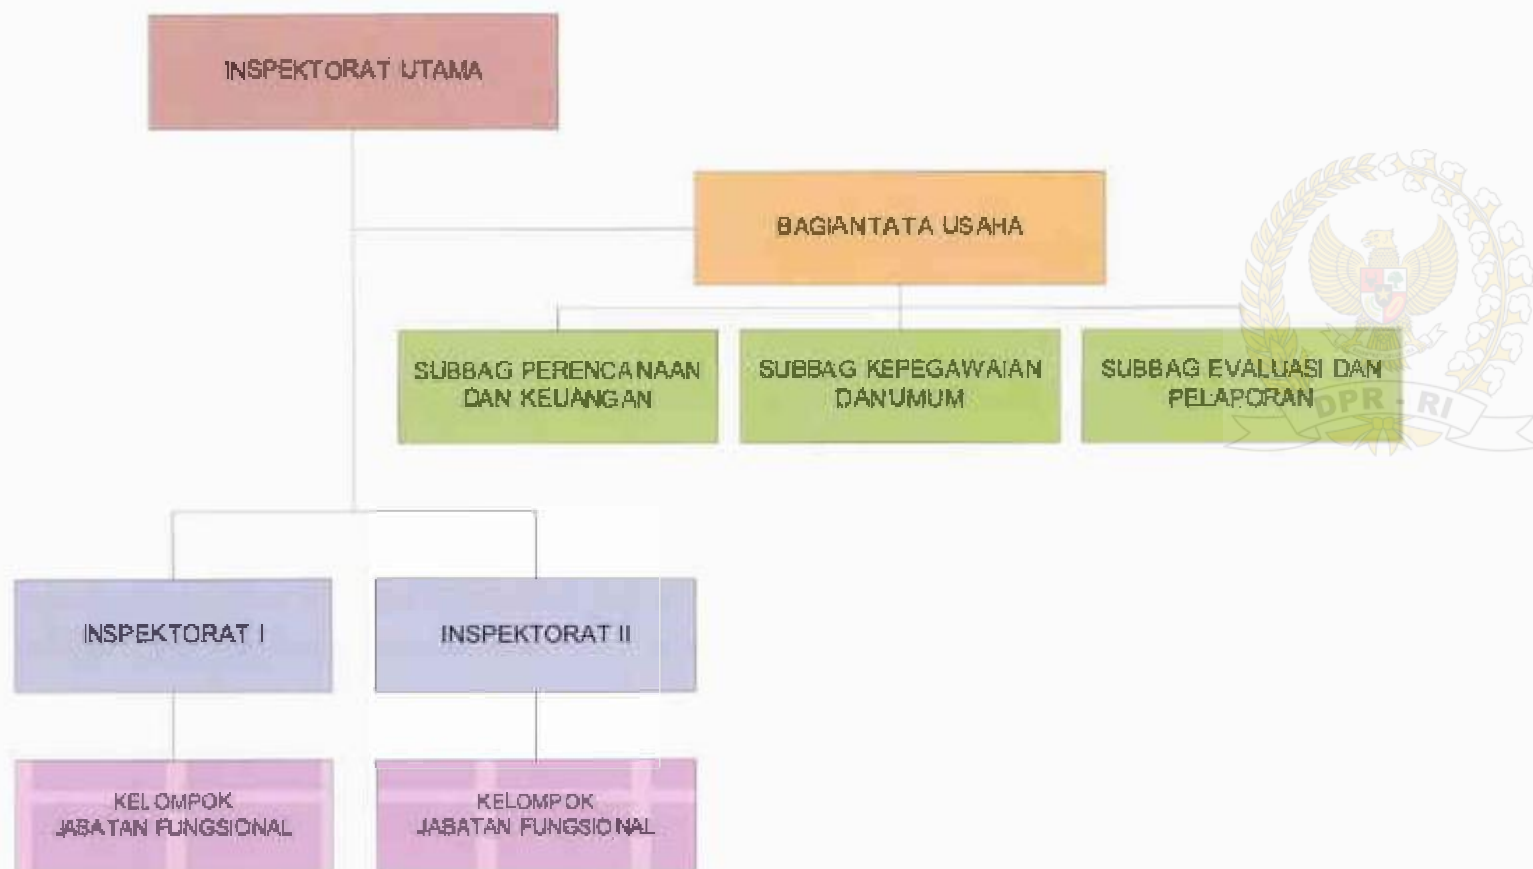 INSPEKTORAT UTAMA
BAGIANTATA USAHA
SUBBAG PERENCANAAN
DAN KEUANGAN
SUBBAG KEPEGAWAIAN
DANUMUM
SUBBAG EVALUASI DAN
PELAPORAN
DPR - RI
INSPEKTORAT I
INSPEKTORAT II
KELOMPOK
JABATAN FUNGSIONAL
KELOMPOK
JABATAN FUNGSIONAL